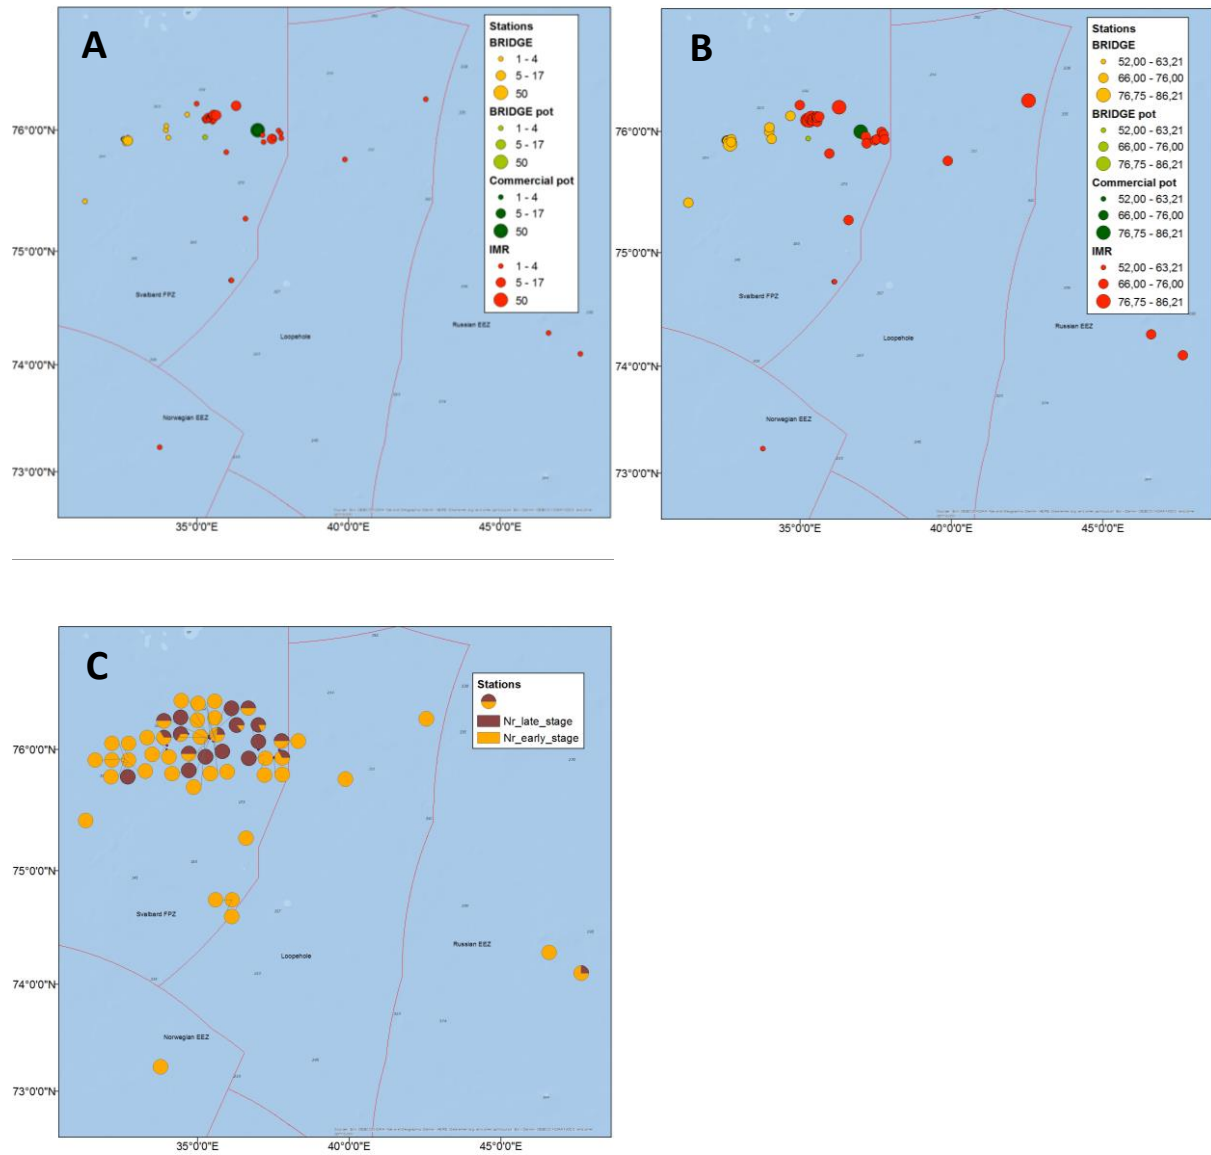 A
Stations
BRIDGE
1 - 4
5 - 17
50
BRIDGE pot
1 - 4
5 - 17
50
Commercial pot
1 - 4
5 - 17
50
IMR
1 - 4
5 - 17
50
76°0'0"N
75°0'0"N
74°0'0"N
73°0'0"N
Svalbard FPZ
Loophole
Russian EEZ
Norwegian EEZ
35°0'0"E
40°0'0"E
45°0'0"E
B
Stations
BRIDGE
52,00 - 63,21
66,00 - 76,00
76,75 - 86,21
BRIDGE pot
52,00 - 63,21
66,00 - 76,00
76,75 - 86,21
Commercial pot
52,00 - 63,21
66,00 - 76,00
76,75 - 86,21
IMR
52,00 - 63,21
66,00 - 76,00
76,75 - 86,21
76°0'0"N
75°0'0"N
74°0'0"N
73°0'0"N
Svalbard FPZ
Loophole
Russian EEZ
Norwegian EEZ
35°0'0"E
40°0'0"E
45°0'0"E
C
Stations
Nr_late_stage
Nr_early_stage
76°0'0"N
75°0'0"N
74°0'0"N
73°0'0"N
Svalbard FPZ
Loophole
Russian EEZ
Norwegian EEZ
35°0'0"E
40°0'0"E
45°0'0"E